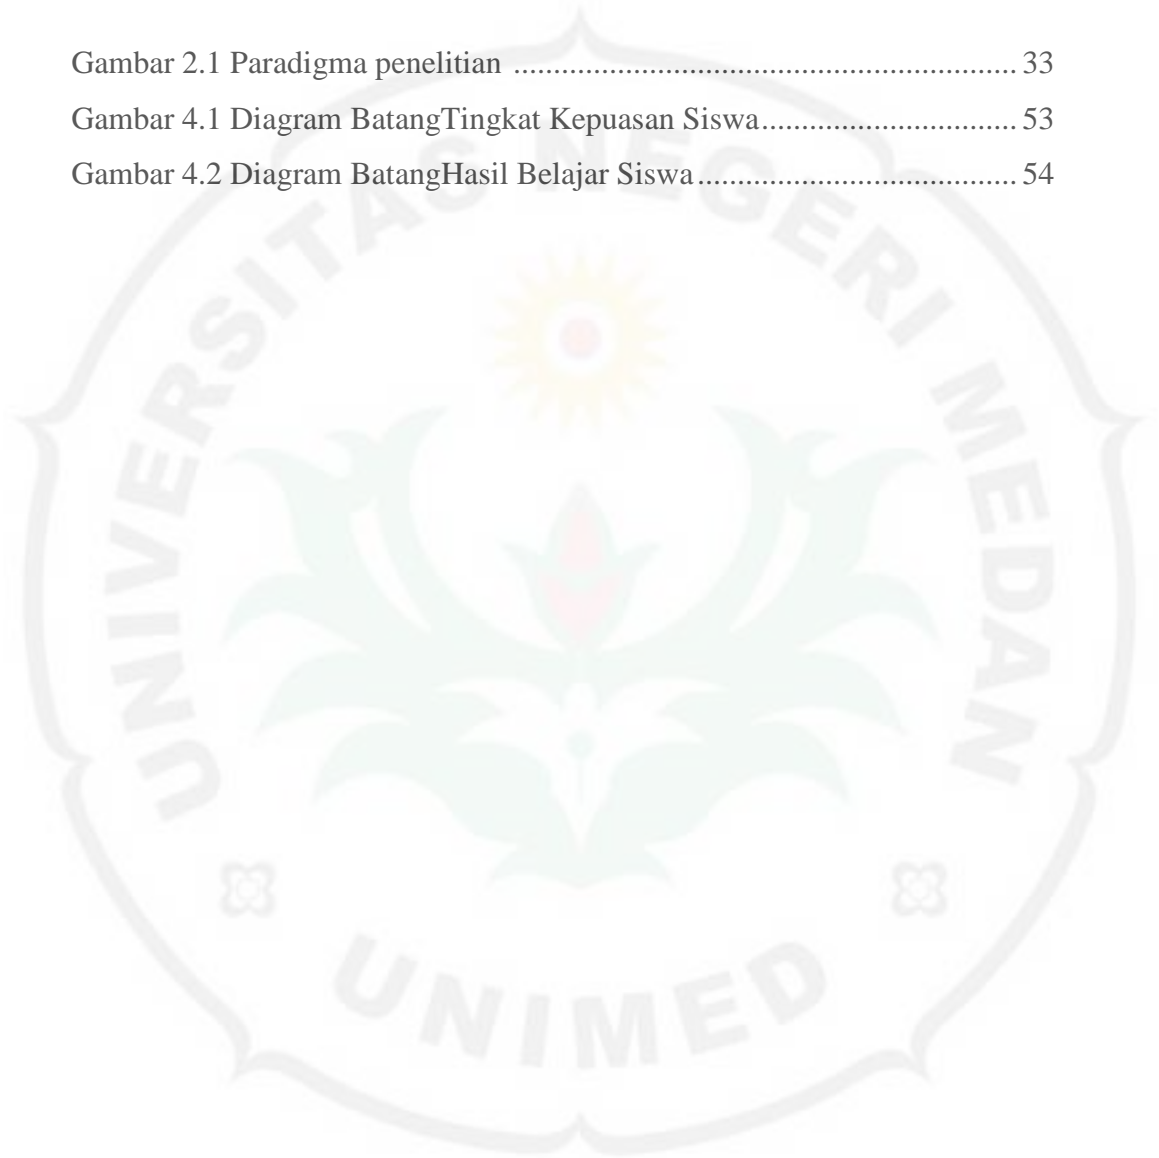 Gambar 2.1 Paradigma penelitian ............................................................... 33
Gambar 4.1 Diagram BatangTingkat Kepuasan Siswa................................ 53
Gambar 4.2 Diagram BatangHasil Belajar Siswa........................................ 54
UNIVERSITAS NEGERI MEDAN
UNIMED